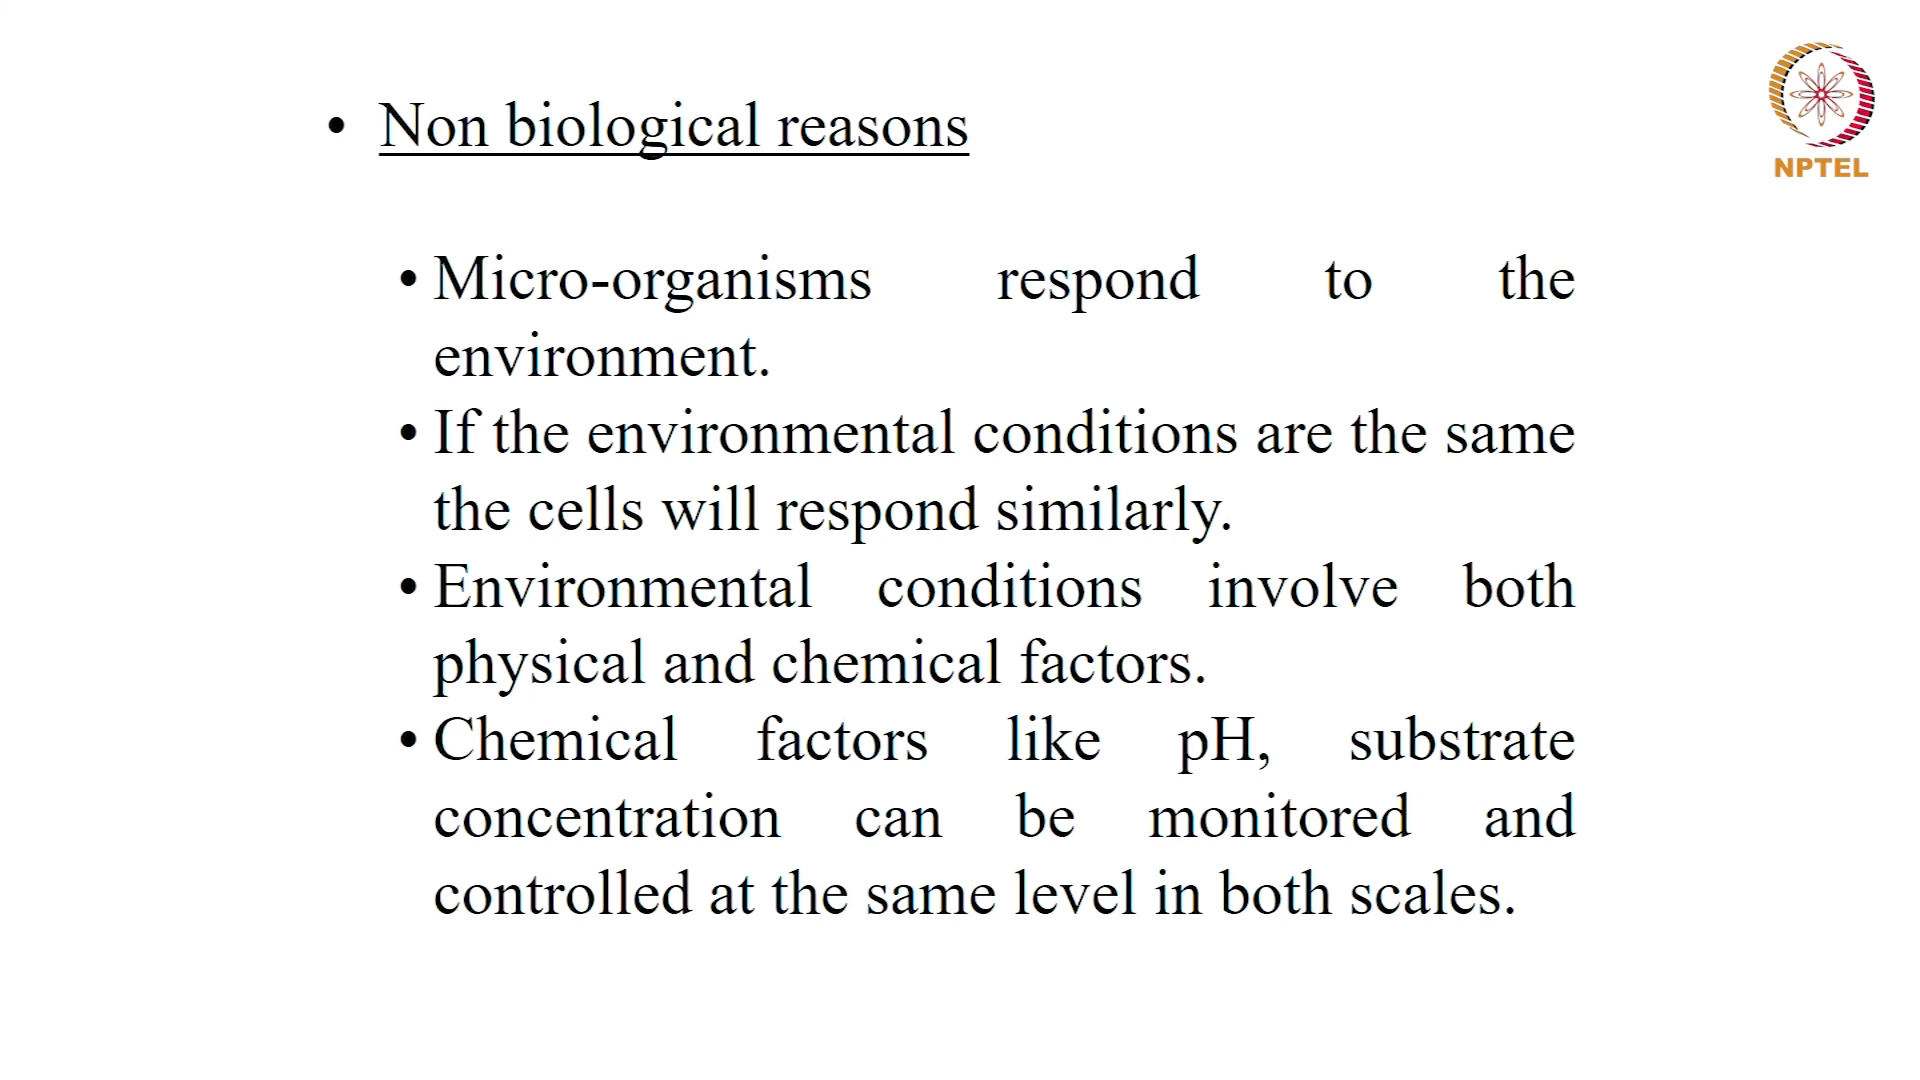 • Non biological reasons
NPTEL
• Micro-organisms respond to the
environment.
• If the environmental conditions are the same
the cells will respond similarly.
• Environmental conditions involve both
physical and chemical factors.
• Chemical factors like pH, substrate
concentration can be monitored and
controlled at the same level in both scales.